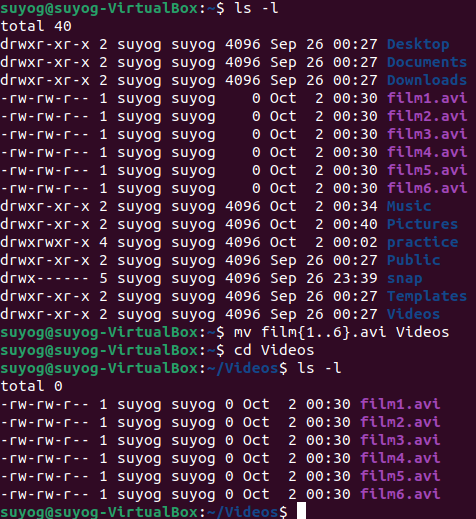 suyog@suyog-VirtualBox:~$ ls -l
total 40
drwxr-xr-x 2 suyog suyog 4096 Sep 26 00:27 Desktop
drwxr-xr-x 2 suyog suyog 4096 Sep 26 00:27 Documents
drwxr-xr-x 2 suyog suyog 4096 Sep 26 00:27 Downloads
-rw-rw-r-- 1 suyog suyog    0 Oct  2 00:30 film1.avi
-rw-rw-r-- 1 suyog suyog    0 Oct  2 00:30 film2.avi
-rw-rw-r-- 1 suyog suyog    0 Oct  2 00:30 film3.avi
-rw-rw-r-- 1 suyog suyog    0 Oct  2 00:30 film4.avi
-rw-rw-r-- 1 suyog suyog    0 Oct  2 00:30 film5.avi
-rw-rw-r-- 1 suyog suyog    0 Oct  2 00:30 film6.avi
drwxr-xr-x 2 suyog suyog 4096 Oct  2 00:34 Music
drwxr-xr-x 2 suyog suyog 4096 Oct  2 00:40 Pictures
drwxrwxr-x 4 suyog suyog 4096 Oct  2 00:02 practice
drwxr-xr-x 2 suyog suyog 4096 Sep 26 00:27 Public
drwx------ 5 suyog suyog 4096 Sep 26 23:39 snap
drwxr-xr-x 2 suyog suyog 4096 Sep 26 00:27 Templates
drwxr-xr-x 2 suyog suyog 4096 Sep 26 00:27 Videos
suyog@suyog-VirtualBox:~$ mv film{1..6}.avi Videos
suyog@suyog-VirtualBox:~$ cd Videos
suyog@suyog-VirtualBox:~/Videos$ ls -l
total 0
-rw-rw-r-- 1 suyog suyog 0 Oct  2 00:30 film1.avi
-rw-rw-r-- 1 suyog suyog 0 Oct  2 00:30 film2.avi
-rw-rw-r-- 1 suyog suyog 0 Oct  2 00:30 film3.avi
-rw-rw-r-- 1 suyog suyog 0 Oct  2 00:30 film4.avi
-rw-rw-r-- 1 suyog suyog 0 Oct  2 00:30 film5.avi
-rw-rw-r-- 1 suyog suyog 0 Oct  2 00:30 film6.avi
suyog@suyog-VirtualBox:~/Videos$